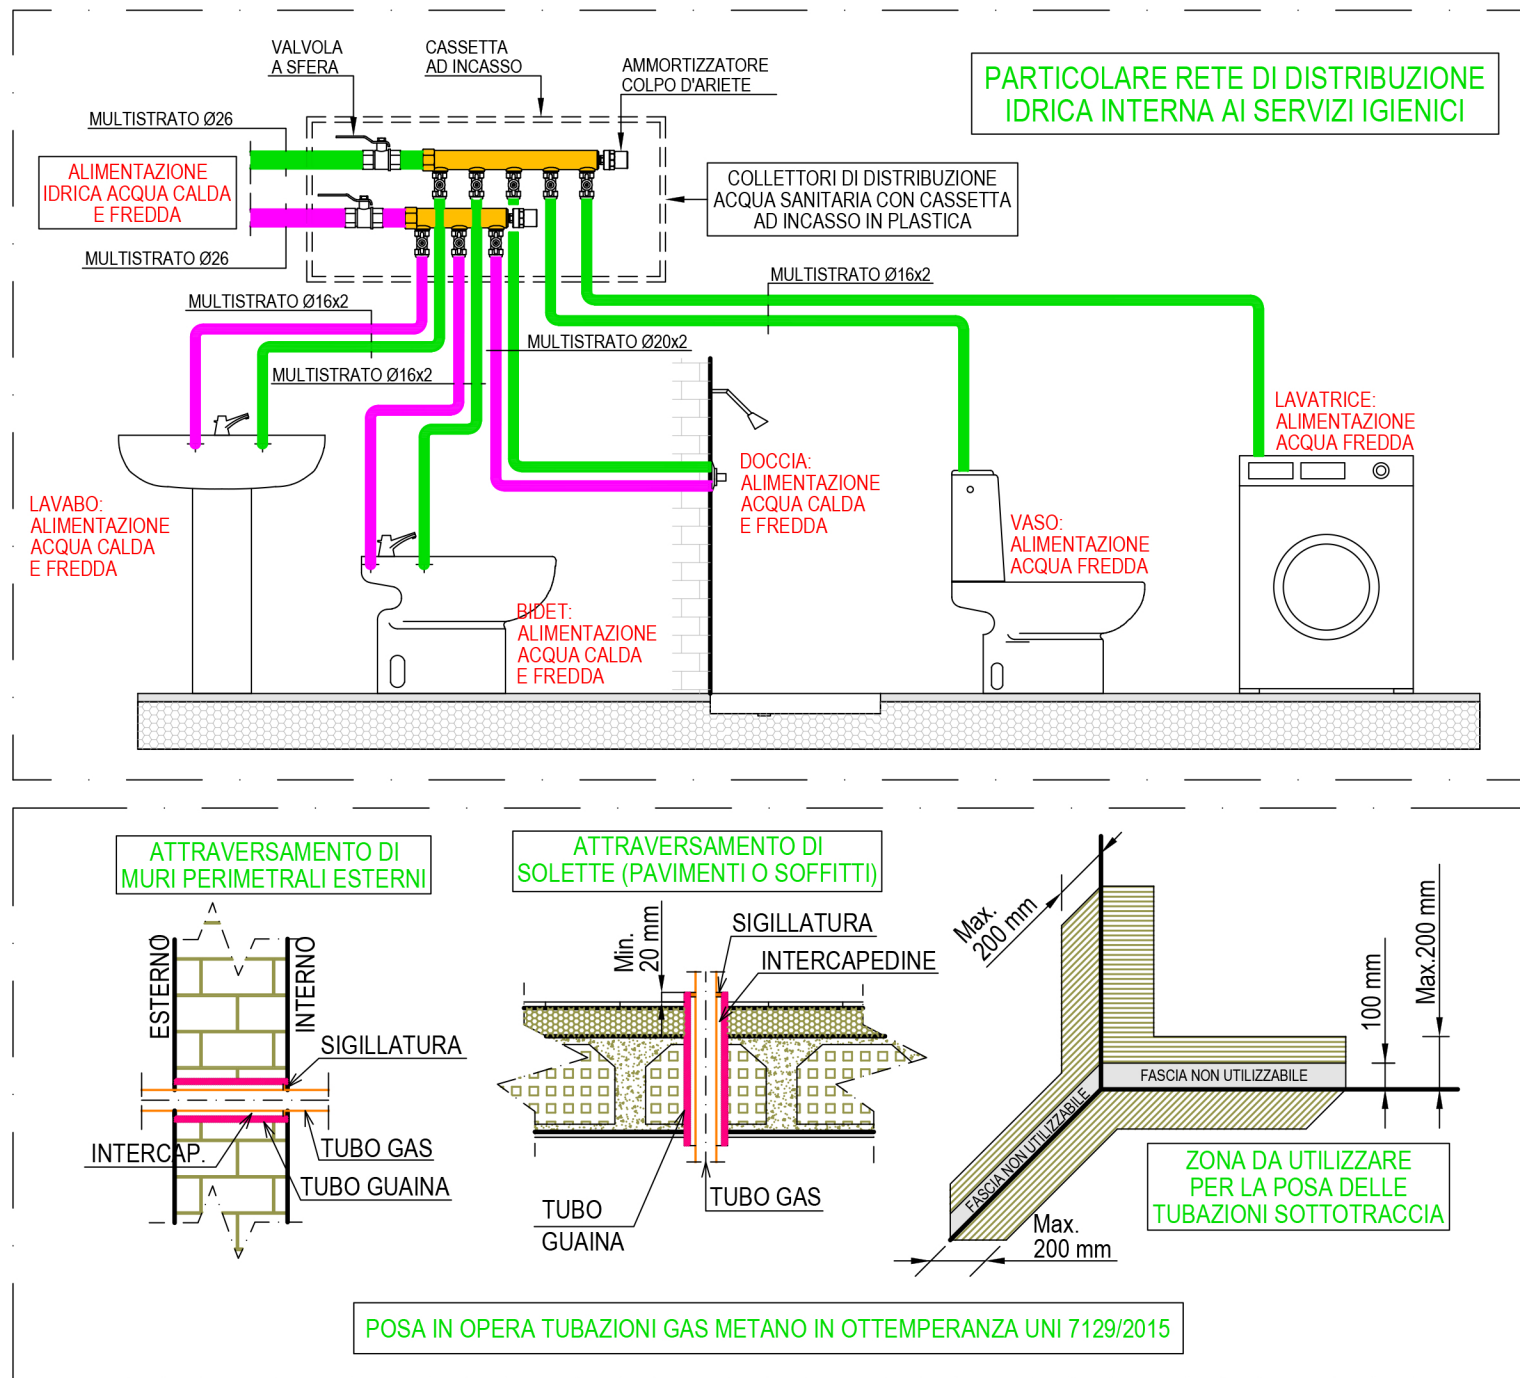 VALVOLA
A SFERA
CASSETTA
AD INCASSO
AMMORTIZZATORE
COLPO D'ARIETE
PARTICOLARE RETE DI DISTRIBUZIONE
IDRICA INTERNA AI SERVIZI IGIENICI
MULTISTRATO Ø26
ALIMENTAZIONE
IDRICA ACQUA CALDA
E FREDDA
COLLETTORI DI DISTRIBUZIONE
ACQUA SANITARIA CON CASSETTA
AD INCASSO IN PLASTICA
MULTISTRATO Ø26
MULTISTRATO Ø16x2
MULTISTRATO Ø16x2
MULTISTRATO Ø20x2
MULTISTRATO Ø16x2
LAVABO:
ALIMENTAZIONE
ACQUA CALDA
E FREDDA
BIDET:
ALIMENTAZIONE
ACQUA CALDA
E FREDDA
DOCCIA:
ALIMENTAZIONE
ACQUA CALDA
E FREDDA
VASO:
ALIMENTAZIONE
ACQUA FREDDA
LAVATRICE:
ALIMENTAZIONE
ACQUA FREDDA
ATTRAVERSAMENTO DI
MURI PERIMETRALI ESTERNI
ESTERNO
INTERNO
SIGILLATURA
INTERCAP.
TUBO GAS
TUBO GUAINA
ATTRAVERSAMENTO DI
SOLETTE (PAVIMENTI O SOFFITTI)
Min.
20 mm
SIGILLATURA
INTERCAPEDINE
TUBO
GUAINA
TUBO GAS
Max.
200 mm
100 mm
Max.200 mm
FASCIA NON UTILIZZABILE
FASCIA NON UTILIZZABILE
Max.
200 mm
ZONA DA UTILIZZARE
PER LA POSA DELLE
TUBAZIONI SOTTOTRACCIA
POSA IN OPERA TUBAZIONI GAS METANO IN OTTEMPERANZA UNI 7129/2015